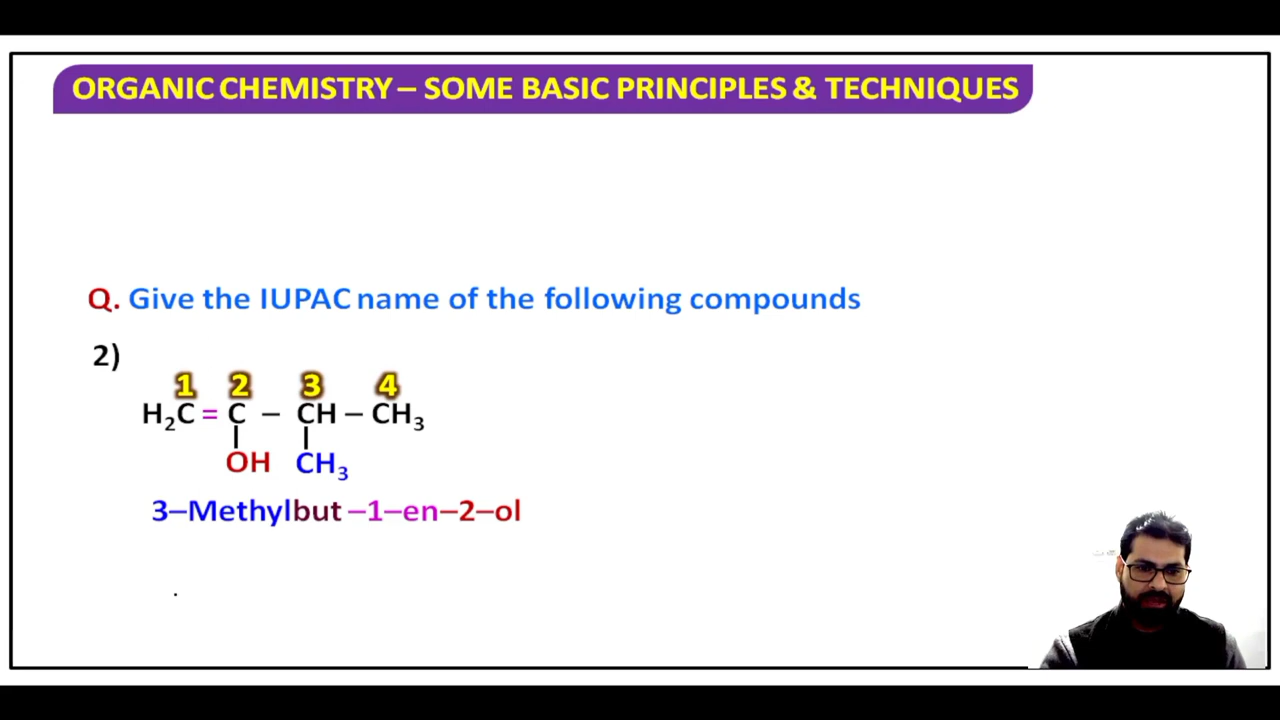 ORGANIC CHEMISTRY – SOME BASIC PRINCIPLES & TECHNIQUES
Q. Give the IUPAC name of the following compounds
2)
1 2 3 4
H₂C = C – CH – CH₃
| |
OH CH₃
3–Methylbut –1–en–2–ol